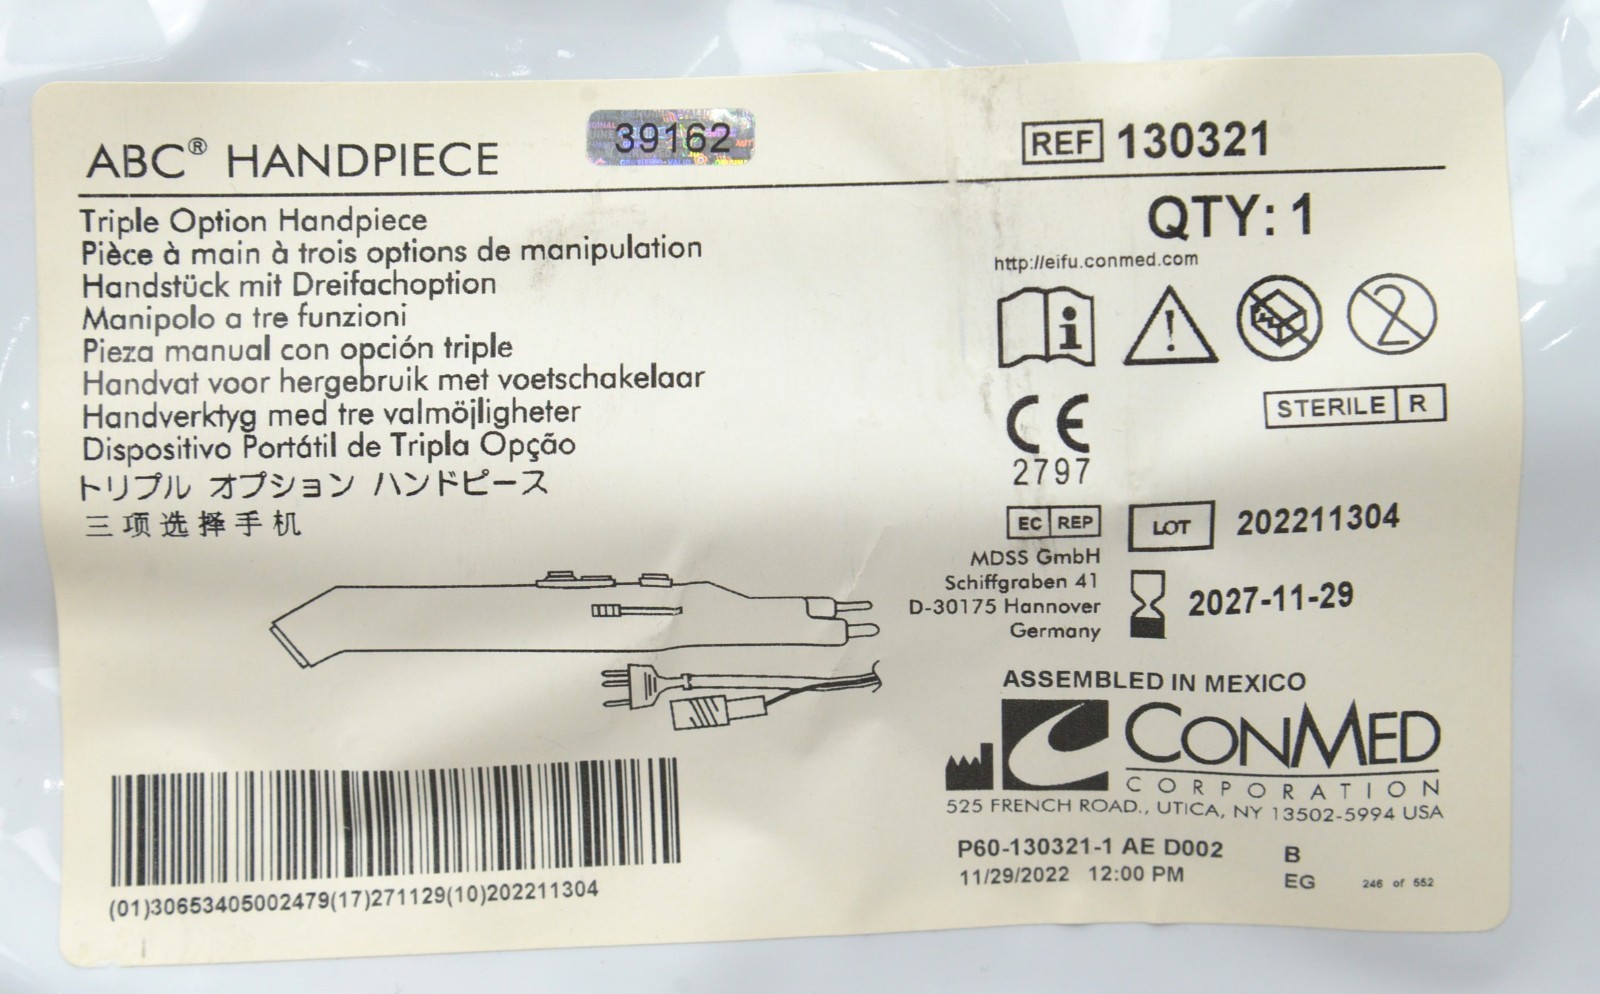 ABC® HANDPIECE
39162
REF 130321
Triple Option Handpiece
Pièce à main à trois options de manipulation
Handstück mit Dreifachoption
Manipolo a tre funzioni
Pieza manual con opción triple
Handvat voor hergebruik met voetschakelaar
Handverktyg med tre valmöjligheter
Dispositivo Portátil de Tripla Opção
トリプル オプション ハンドピース
三项选择手机
QTY: 1
http://eifu.conmed.com
i
!
2
STERILE R
CE
2797
EC REP
MDSS GmbH
Schiffgraben 41
D-30175 Hannover
Germany
LOT 202211304
2027-11-29
ASSEMBLED IN MEXICO
CONMED
CORPORATION
525 FRENCH ROAD., UTICA, NY 13502-5994 USA
P60-130321-1 AE D002 B
11/29/2022 12:00 PM EG 246 of 552
(01)30653405002479(17)271129(10)202211304